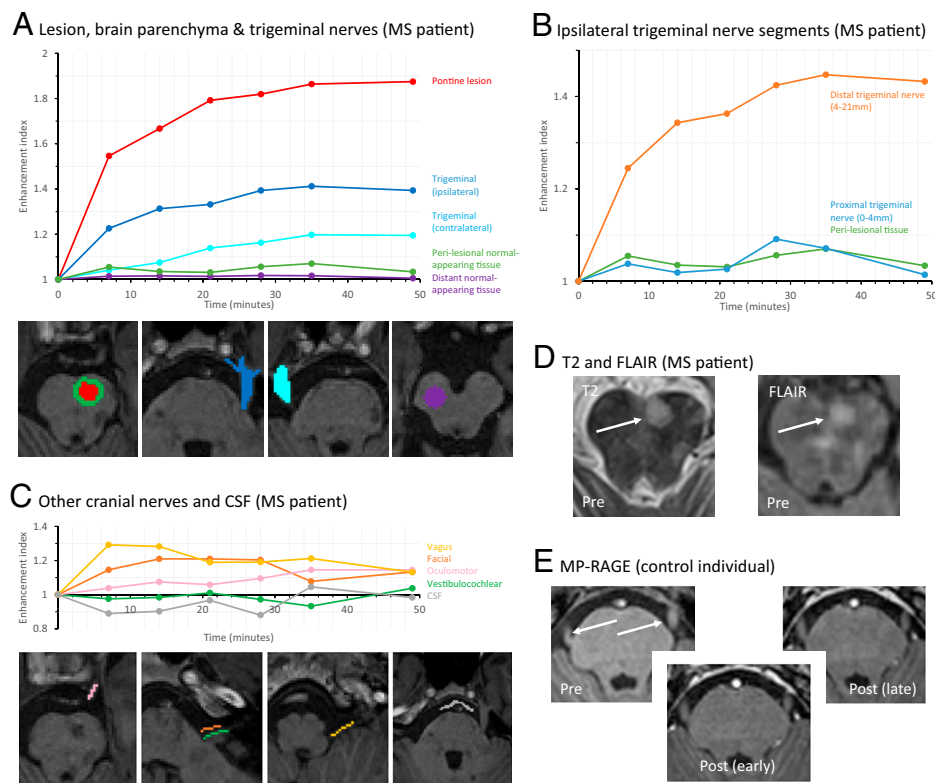 A Lesion, brain parenchyma & trigeminal nerves (MS patient)
2
1.8
1.6
1.4
1.2
1
Enhancement index
0
10
20
30
40
50
Time (minutes)
Pontine lesion
Trigeminal
(ipsilateral)
Trigeminal
(contralateral)
Peri-lesional normal-
appearing tissue
Distant normal-
appearing tissue
B Ipsilateral trigeminal nerve segments (MS patient)
1.4
1.2
1
Enhancement index
0
10
20
30
40
50
Time (minutes)
Distal trigeminal nerve
(4-21mm)
Proximal trigeminal
nerve (0-4mm)
Peri-lesional tissue
C Other cranial nerves and CSF (MS patient)
1.4
1.2
1
0.8
Enhancement index
0
10
20
30
40
50
Time (minutes)
Vagus
Facial
Oculomotor
Vestibulocochlear
CSF
D T2 and FLAIR (MS patient)
T2
Pre
FLAIR
Pre
E MP-RAGE (control individual)
Pre
Post (early)
Post (late)